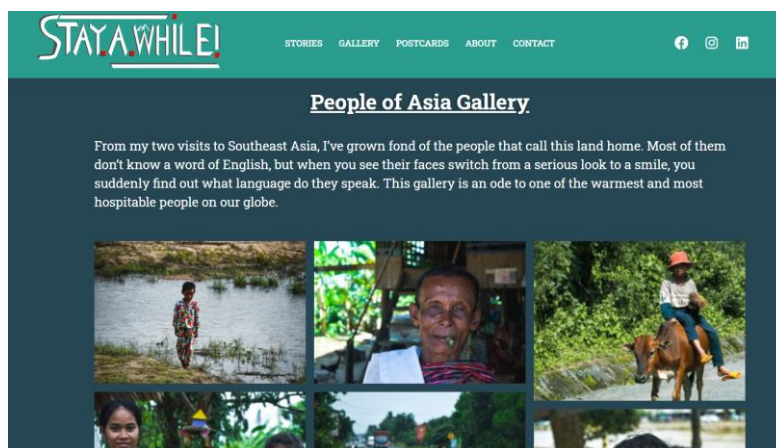 STAY.A.WHILE!
STORIES GALLERY POSTCARDS ABOUT CONTACT
People of Asia Gallery
From my two visits to Southeast Asia, I've grown fond of the people that call this land home. Most of them
don't know a word of English, but when you see their faces switch from a serious look to a smile, you
suddenly find out what language do they speak. This gallery is an ode to one of the warmest and most
hospitable people on our globe.